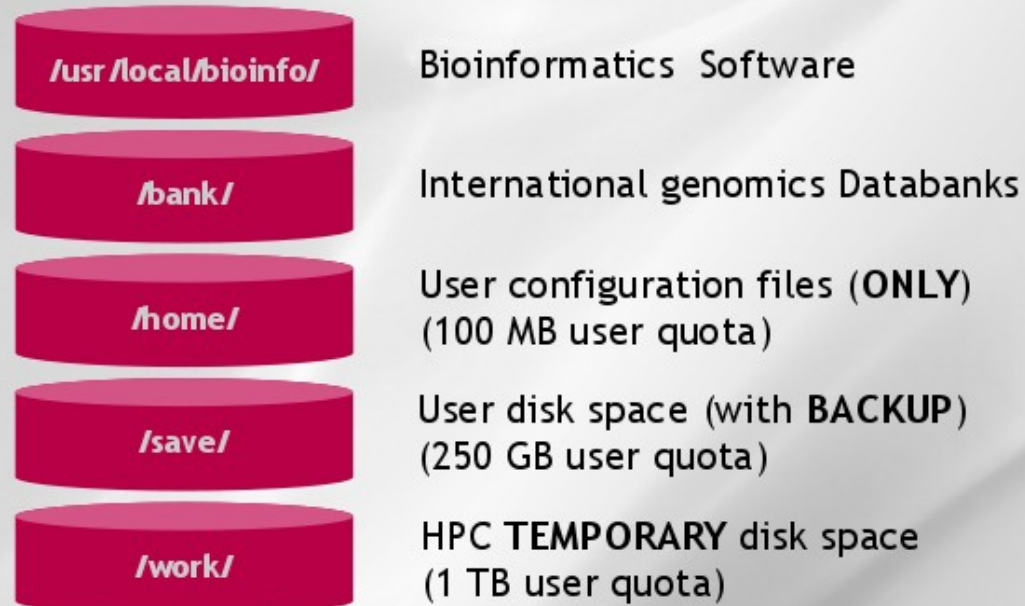 /usr/local/bioinfo/
Bioinformatics Software
/bank/
International genomics Databanks
/home/
User configuration files (ONLY)
(100 MB user quota)
/save/
User disk space (with BACKUP)
(250 GB user quota)
/work/
HPC TEMPORARY disk space
(1 TB user quota)